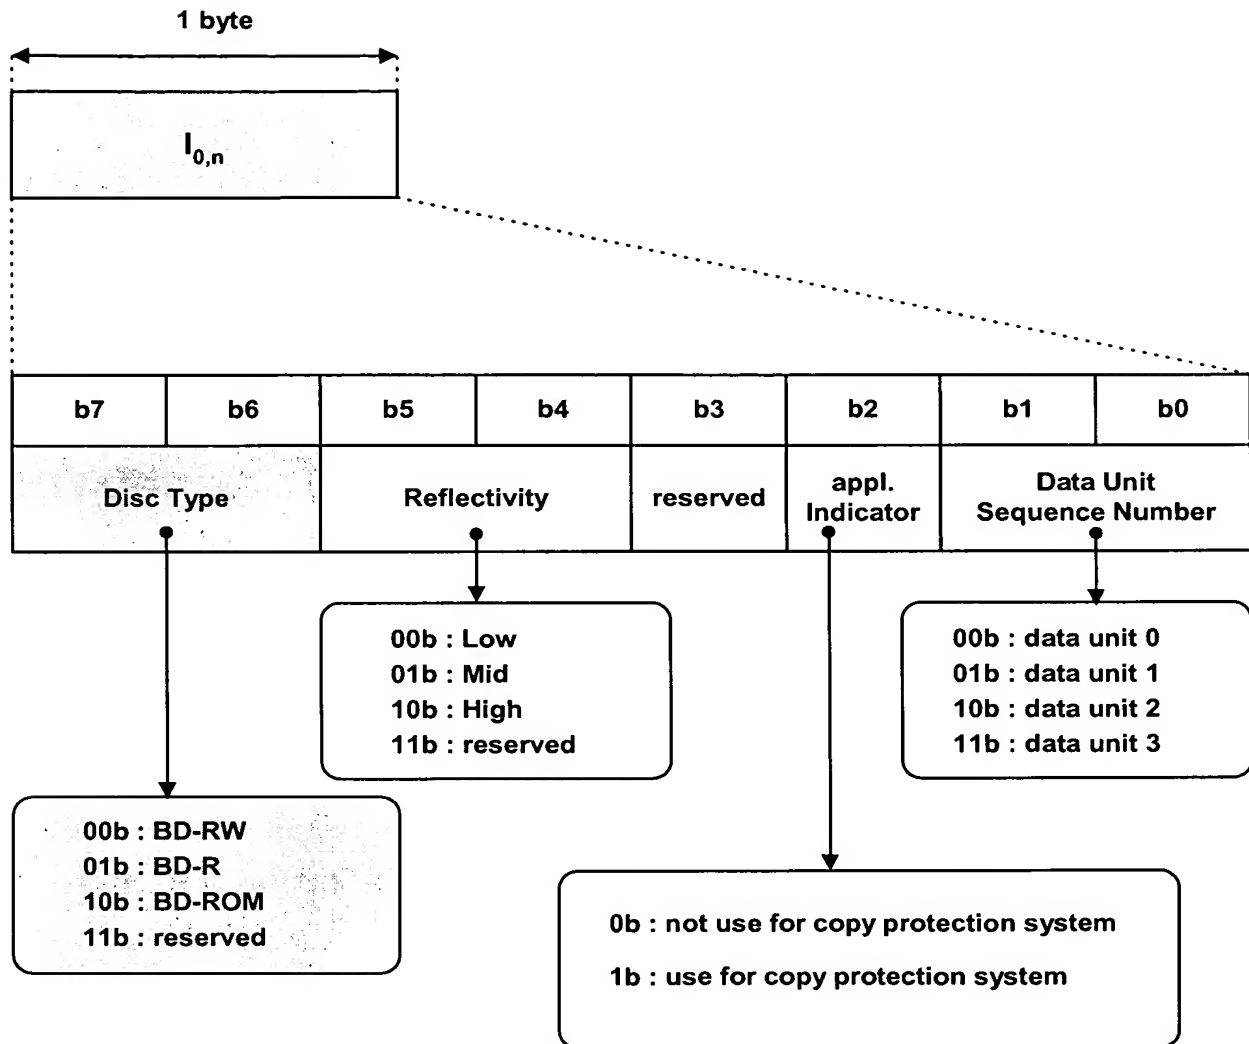 1 byte
I0,n
b7 b6 b5 b4 b3 b2 b1 b0
Disc Type Reflectivity reserved appl. Indicator Data Unit Sequence Number
00b : Low
01b : Mid
10b : High
11b : reserved
00b : data unit 0
01b : data unit 1
10b : data unit 2
11b : data unit 3
00b : BD-RW
01b : BD-R
10b : BD-ROM
11b : reserved
0b : not use for copy protection system
1b : use for copy protection system